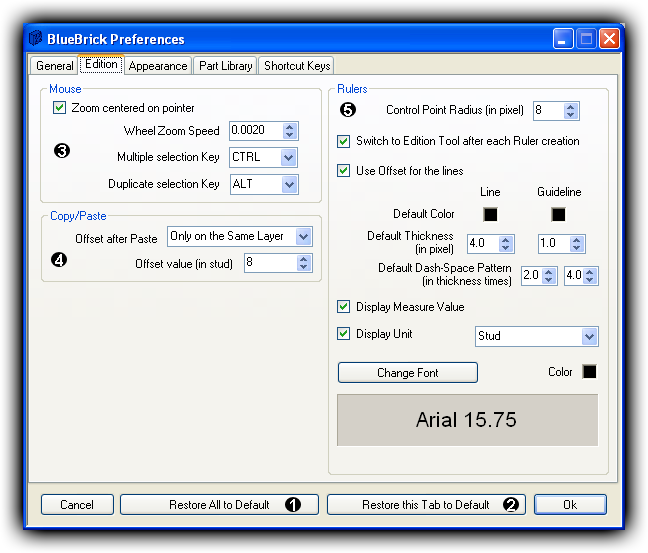 BlueBrick Preferences
General Edition Appearance Part Library Shortcut Keys
Mouse
Zoom centered on pointer
Wheel Zoom Speed 0.0020
3
Multiple selection Key CTRL
Duplicate selection Key ALT
Copy/Paste
Offset after Paste Only on the Same Layer
4
Offset value (in stud) 8
Rulers
5 Control Point Radius (in pixel) 8
Switch to Edition Tool after each Ruler creation
Use Offset for the lines
Line Guideline
Default Color
Default Thickness
(in pixel) 4.0 1.0
Default Dash-Space Pattern
(in thickness times) 2.0 4.0
Display Measure Value
Display Unit Stud
Change Font Color
Arial 15.75
Cancel Restore All to Default 1 Restore this Tab to Default 2 Ok